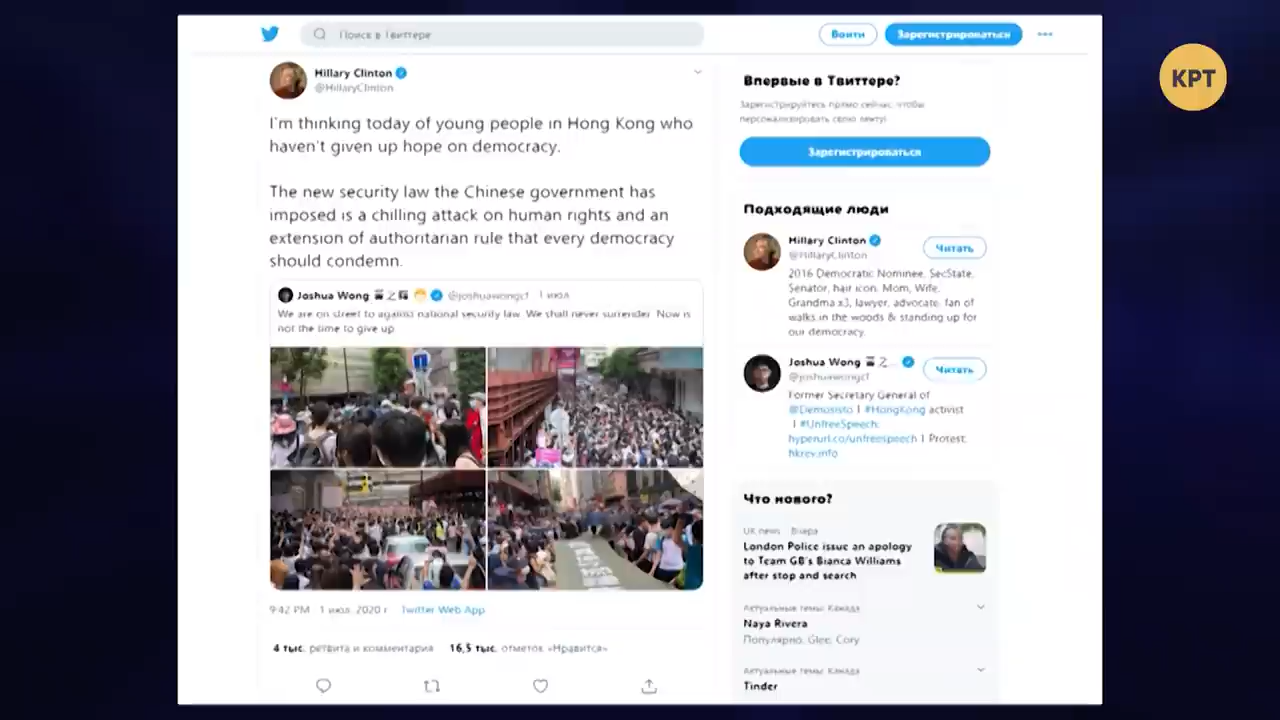 Поиск в Твиттере
Войти
Зарегистрироваться
КРТ
Hillary Clinton
@HillaryClinton
I'm thinking today of young people in Hong Kong who
haven't given up hope on democracy.
The new security law the Chinese government has
imposed is a chilling attack on human rights and an
extension of authoritarian rule that every democracy
should condemn.
Joshua Wong 之 @joshuawongcf 1 июл.
We are on street to against national security law. We shall never surrender. Now is
not the time to give up.
9:42 PM · 1 июл. 2020 г. Twitter Web App
4 тыс. ретвита и комментария 16,5 тыс. отметок «Нравится»
Впервые в Твиттере?
Зарегистрируйтесь прямо сейчас, чтобы
персонализировать свою ленту!
Зарегистрироваться
Подходящие люди
Hillary Clinton
@HillaryClinton
Читать
2016 Democratic Nominee, SecState,
Senator, hair icon. Mom, Wife,
Grandma x3, lawyer, advocate, fan of
walks in the woods & standing up for
our democracy.
Joshua Wong 之...
@joshuawongcf
Читать
Former Secretary General of
@Demosisto | #HongKong activist
| #UnfreeSpeech:
hyperurl.co/unfreespeech | Protest:
hkrev.info
Что нового?
UK news · Вчера
London Police issue an apology
to Team GB's Bianca Williams
after stop and search
Актуальные темы: Канада
Naya Rivera
Популярно: Glee, Cory
Актуальные темы: Канада
Tinder